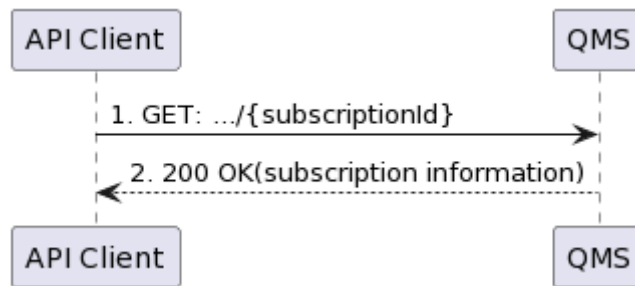 API Client
QMS
1. GET: .../{subscriptionId}
2. 200 OK(subscription information)
API Client
QMS